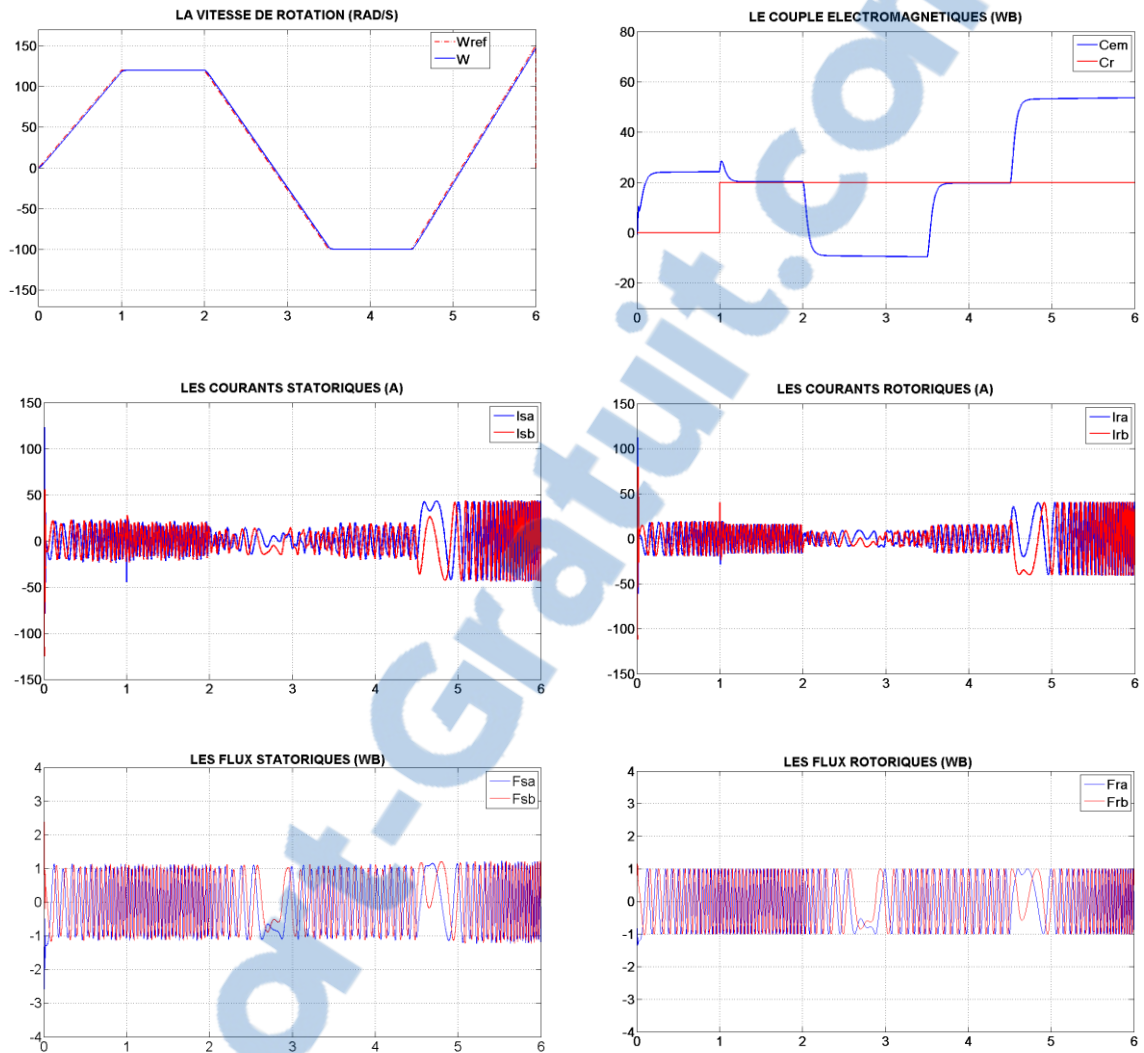 LA VITESSE DE ROTATION (RAD/S)
Wref
W
150
100
50
0
-50
-100
-150
0 1 2 3 4 5 6
LE COUPLE ELECTROMAGNETIQUES (WB)
Cem
Cr
80
60
40
20
0
-20
0 1 2 3 4 5 6
LES COURANTS STATORIQUES (A)
Isa
Isb
150
100
50
0
-50
-100
-150
0 1 2 3 4 5 6
LES COURANTS ROTORIQUES (A)
Ira
Irb
150
100
50
0
-50
-100
-150
0 1 2 3 4 5 6
LES FLUX STATORIQUES (WB)
Fsa
Fsb
4
3
2
1
0
-1
-2
-3
-4
0 1 2 3 4 5 6
LES FLUX ROTORIQUES (WB)
Fra
Frb
4
3
2
1
0
-1
-2
-3
-4
0 1 2 3 4 5 6
rt-Gratuit.com